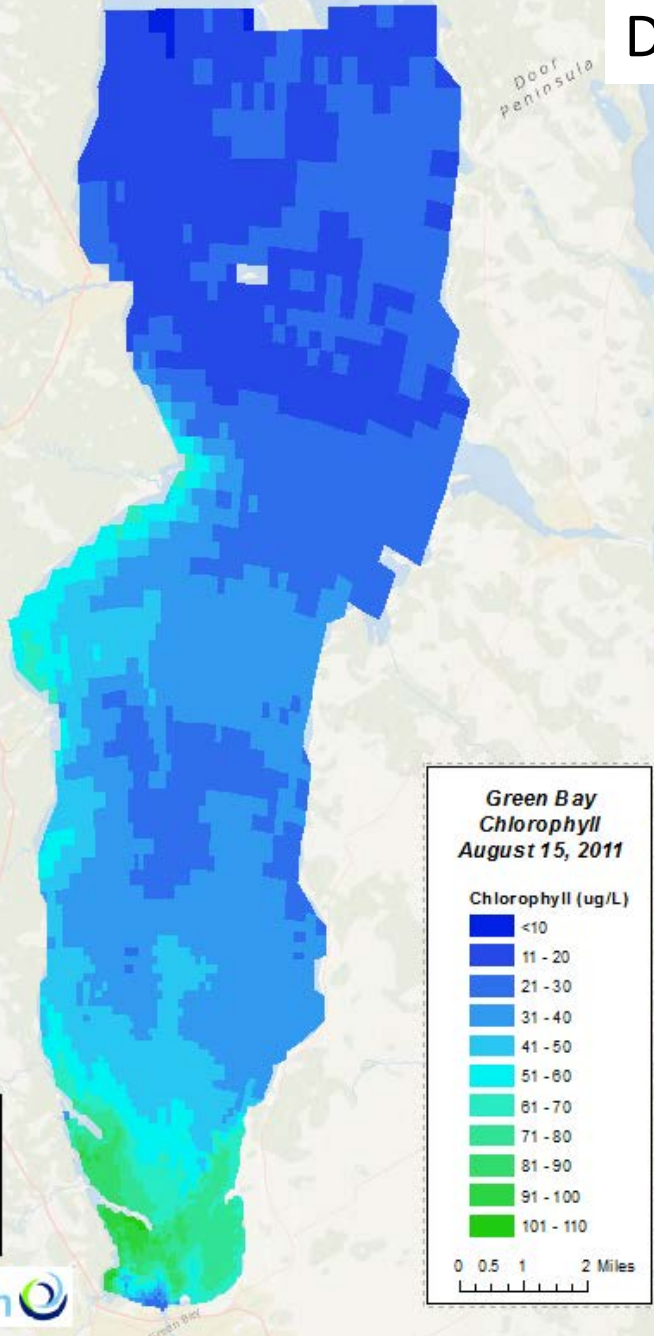 D
Door
Peninsula
Green Bay
Chlorophyll
August 15, 2011
Chlorophyll (ug/L)
<10
11 - 20
21 - 30
31 - 40
41 - 50
51 - 60
61 - 70
71 - 80
81 - 90
91 - 100
101 - 110
0 0.5 1 2 Miles
n
Bay